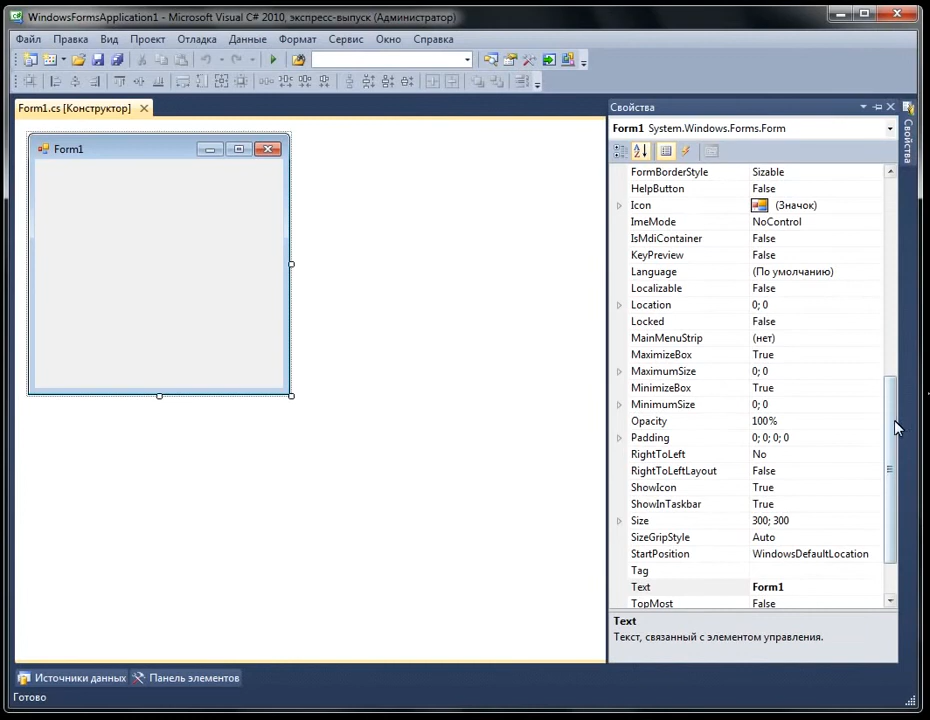 WindowsFormsApplication1 - Microsoft Visual C# 2010, экспресс-выпуск (Администратор)
Файл Правка Вид Проект Отладка Данные Формат Сервис Окно Справка
Form1.cs [Конструктор]
Form1
Свойства
Form1 System.Windows.Forms.Form
FormBorderStyle Sizable
HelpButton False
Icon (Значок)
ImeMode NoControl
IsMdiContainer False
KeyPreview False
Language (По умолчанию)
Localizable False
Location 0; 0
Locked False
MainMenuStrip (нет)
MaximizeBox True
MaximumSize 0; 0
MinimizeBox True
MinimumSize 0; 0
Opacity 100%
Padding 0; 0; 0; 0
RightToLeft No
RightToLeftLayout False
ShowIcon True
ShowInTaskbar True
Size 300; 300
SizeGripStyle Auto
StartPosition WindowsDefaultLocation
Tag
Text Form1
TopMost False
Text
Текст, связанный с элементом управления.
Свойства
Источники данных Панель элементов
Готово